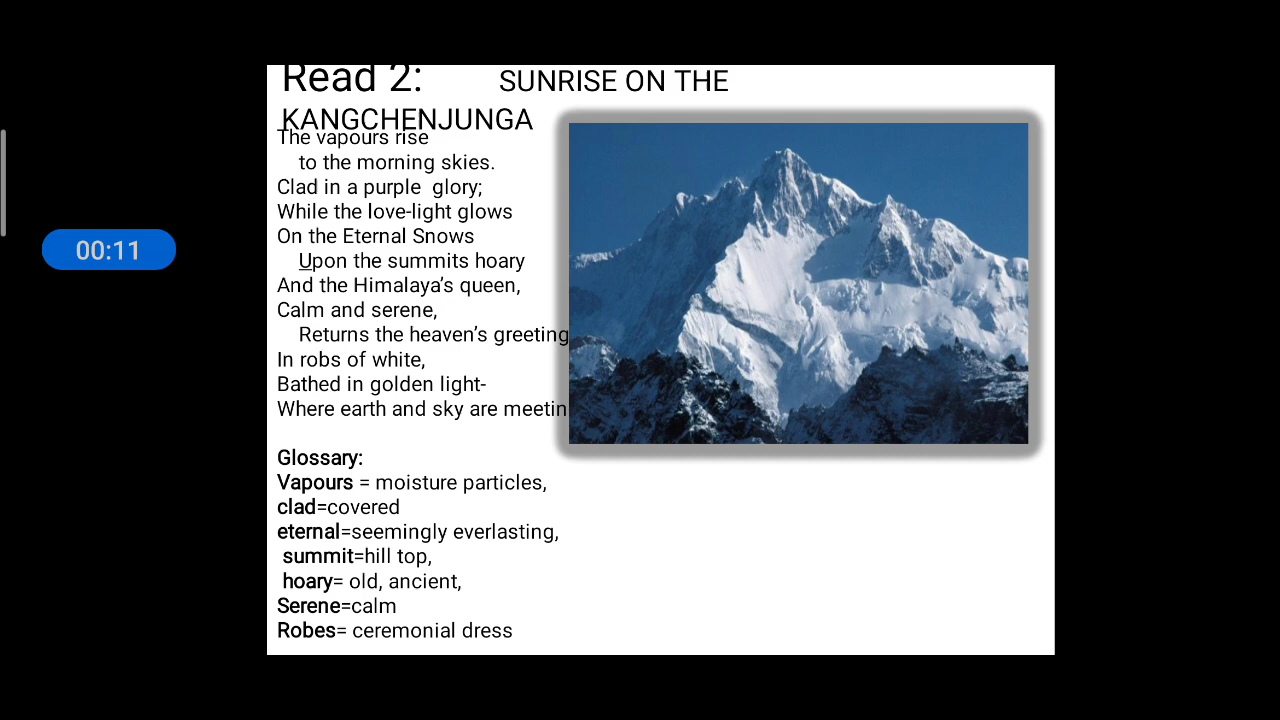 Read 2: SUNRISE ON THE
KANGCHENJUNGA
The vapours rise
to the morning skies.
Clad in a purple glory;
While the love-light glows
On the Eternal Snows
Upon the summits hoary
And the Himalaya's queen,
Calm and serene,
Returns the heaven's greeting
In robs of white,
Bathed in golden light-
Where earth and sky are meetin
Glossary:
Vapours = moisture particles,
clad=covered
eternal=seemingly everlasting,
summit=hill top,
hoary= old, ancient,
Serene=calm
Robes= ceremonial dress
00:11